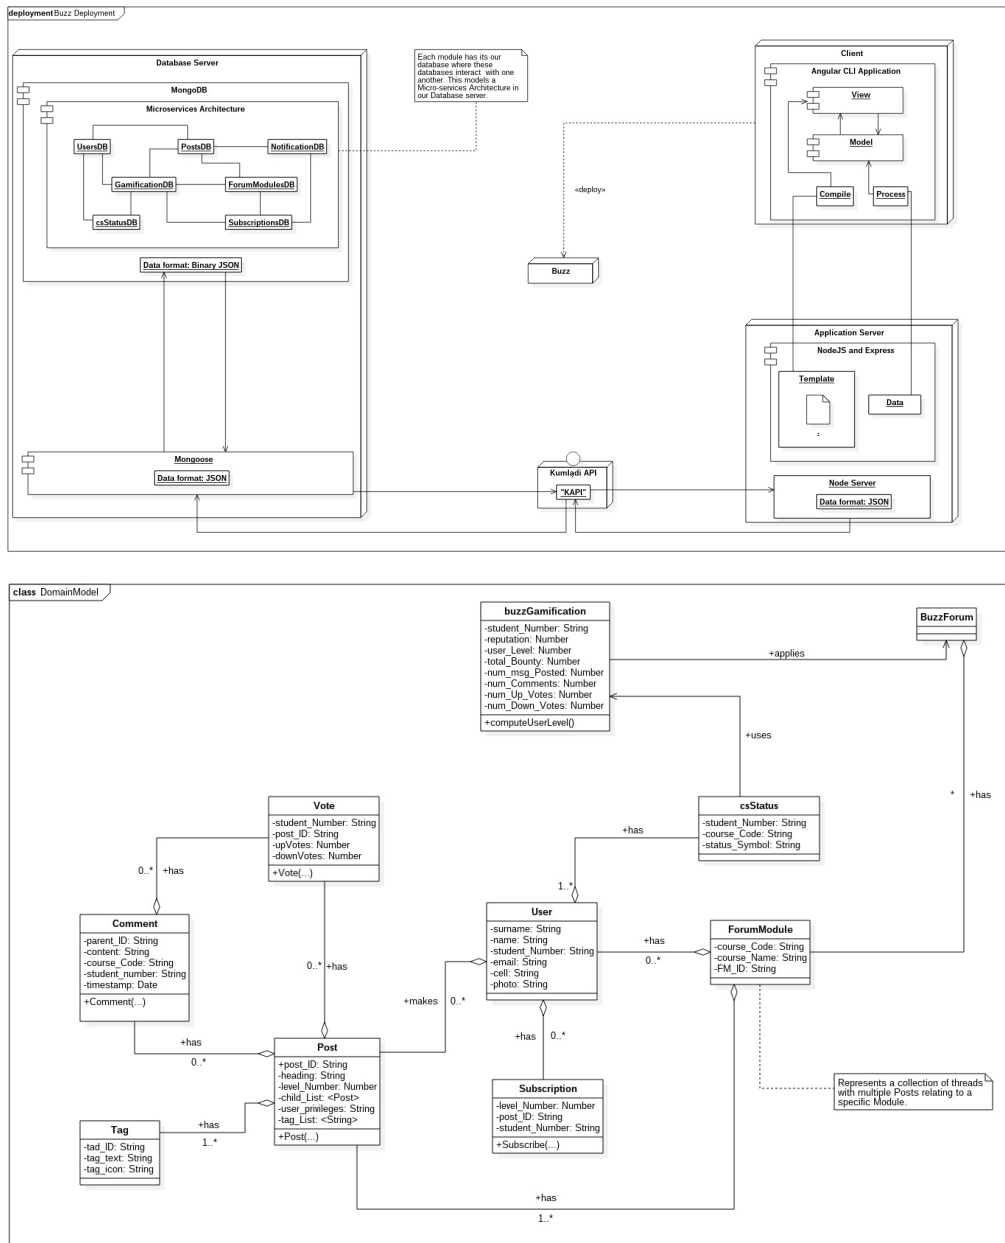 deployment Buzz Deployment
Database Server
MongoDB
Microservices Architecture
UsersDB
PostsDB
NotificationDB
GamificationDB
ForumModulesDB
csStatusDB
SubscriptionsDB
Data format: Binary JSON
Mongoose
Data format: JSON
Each module has its our
database where these
databases interact with one
another. This models a
Micro-services Architecture in
our Database server.
«deploy»
Buzz
Client
Angular CLI Application
View
Model
Compile
Process
Application Server
NodeJS and Express
Template
.
Data
Node Server
Data format: JSON
Kumlądi API
"KAPI"
class DomainModel
buzzGamification
-student_Number: String
-reputation: Number
-user_Level: Number
-total_Bounty: Number
-num_msg_Posted: Number
-num_Comments: Number
-num_Up_Votes: Number
-num_Down_Votes: Number
+computeUserLevel()
+applies
BuzzForum
*
+has
+uses
csStatus
-student_Number: String
-course_Code: String
-status_Symbol: String
+has
1..*
Vote
-student_Number: String
-post_ID: String
-upVotes: Number
-downVotes: Number
+Vote(...)
0..*
+has
Comment
-parent_ID: String
-content: String
-course_Code: String
-student_number: String
-timestamp: Date
+Comment(...)
0..*
+has
User
-surname: String
-name: String
-student_Number: String
-email: String
-cell: String
-photo: String
+has
0..*
ForumModule
-course_Code: String
-course_Name: String
-FM_ID: String
+makes
0..*
+has
0..*
+has
0..*
Post
+post_ID: String
-heading: String
-level_Number: Number
-child_List: <Post>
-user_privileges: String
-tag_List: <String>
+Post(...)
Subscription
-level_Number: Number
-post_ID: String
-student_Number: String
+Subscribe(...)
Represents a collection of threads
with multiple Posts relating to a
specific Module.
Tag
-tad_ID: String
-tag_text: String
-tag_icon: String
+has
1..*
+has
1..*